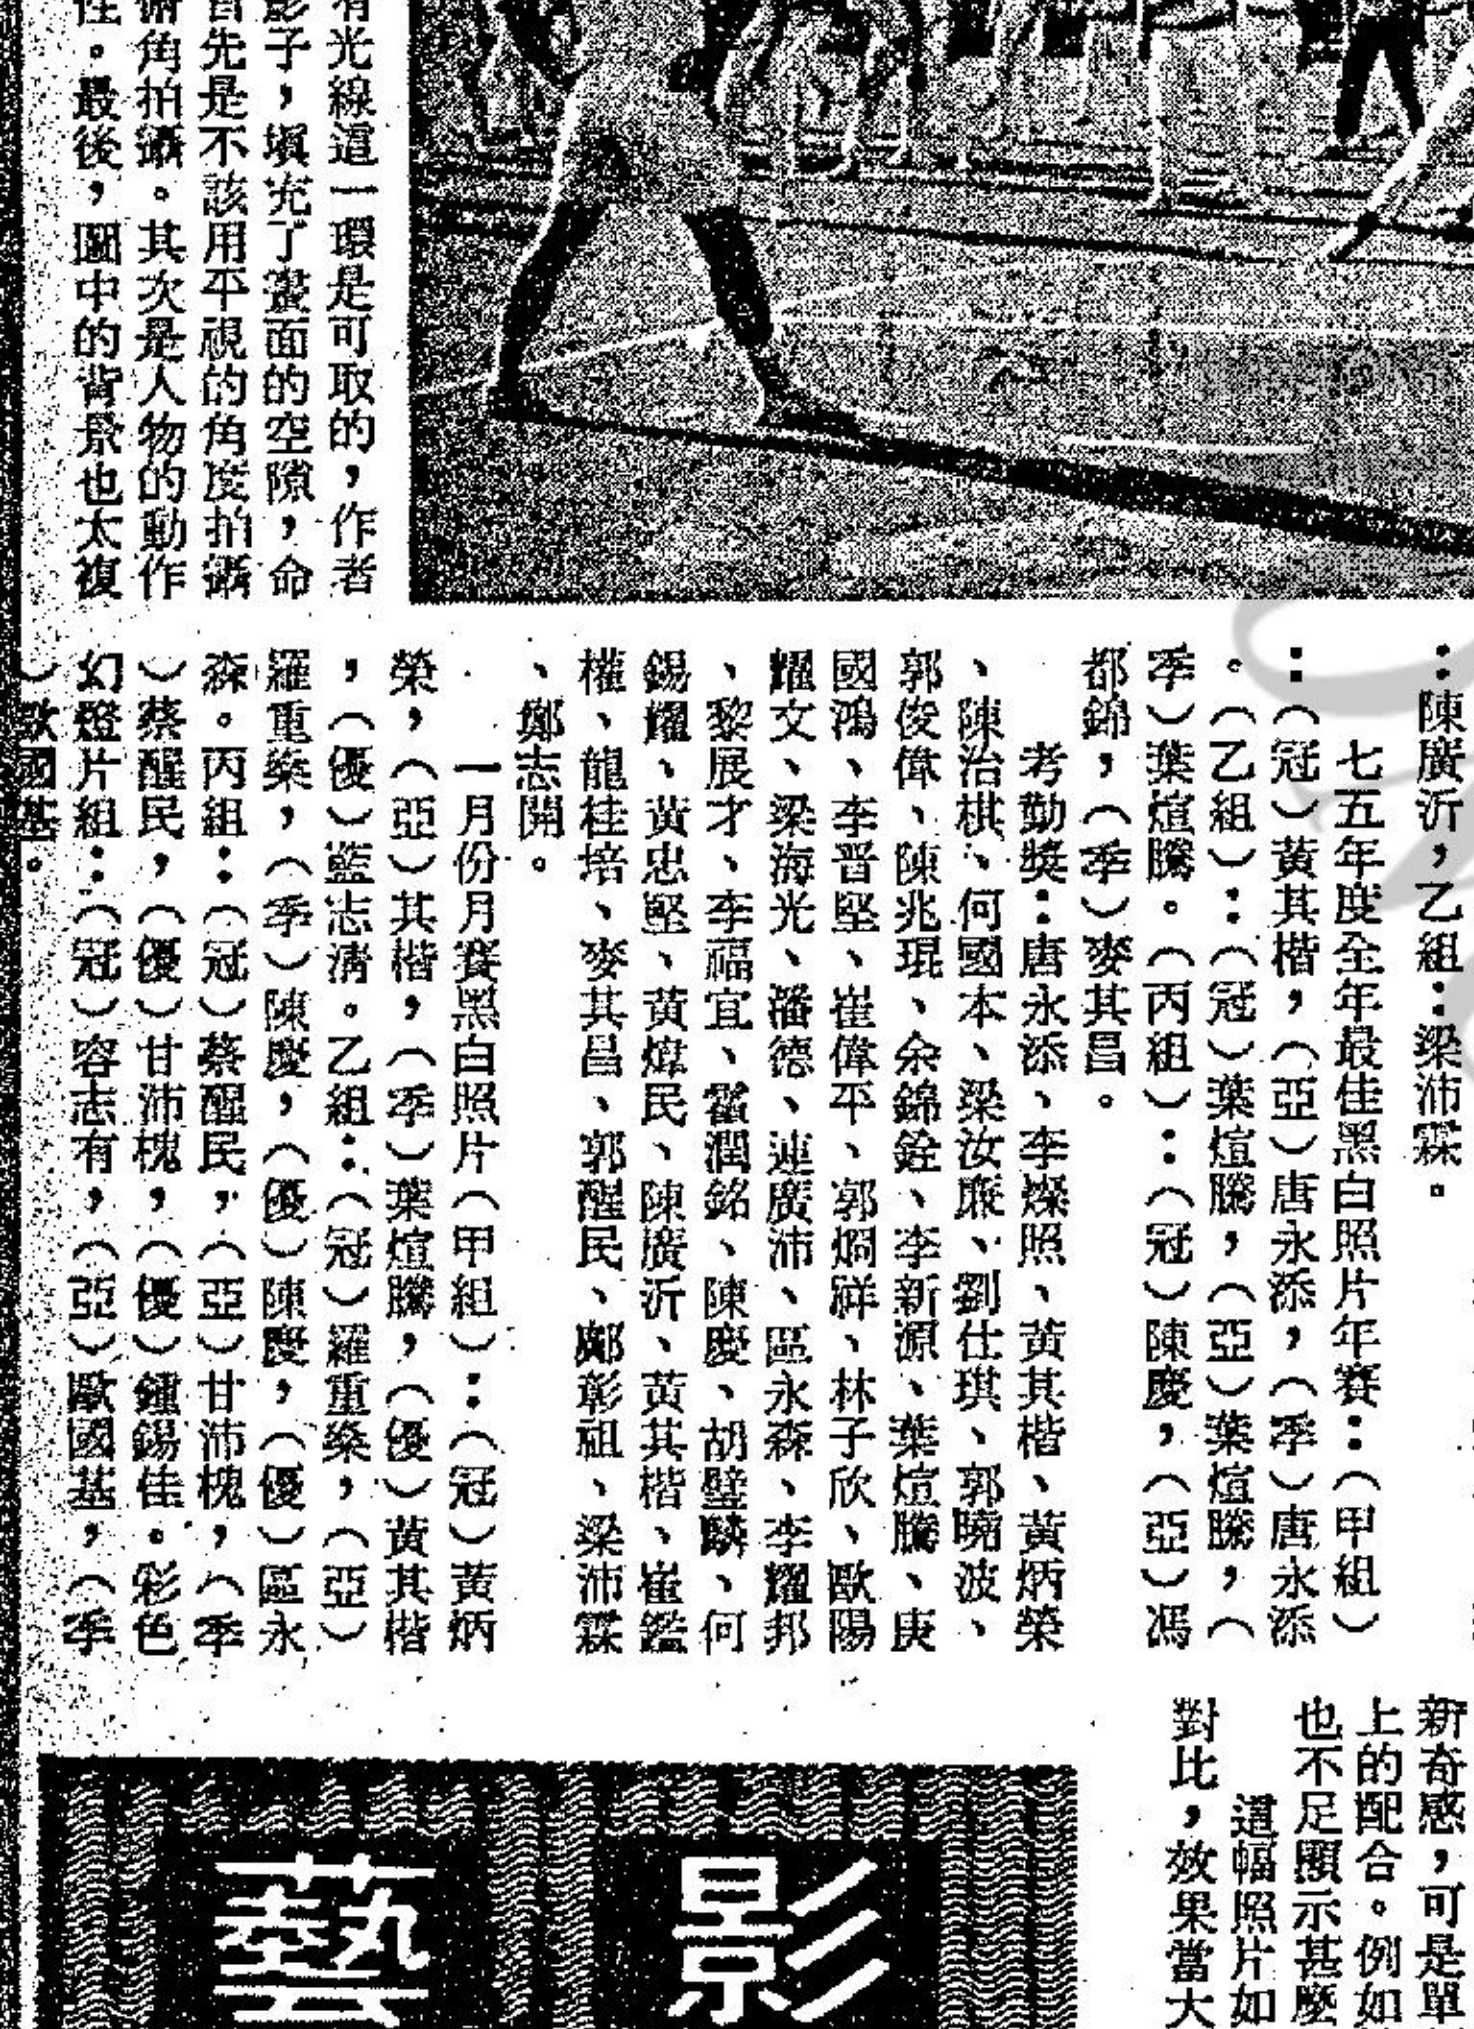 有光線這一環是可取的，作者
影子，填充了畫面的空隙，命
首先是不該用平視的角度拍攝
俯角拍攝。其次是人物的動作
性。最後，圖中的背景也太複
：陳廣沂，乙組：梁沛霖。
七五年度全年最佳黑白照片年賽：（甲組）
：（冠）黃其楷，（亞）唐永添，（季）唐永添
。（乙組）：（冠）葉煊騰，（亞）葉煊騰，（
季）葉煊騰。（丙組）：（冠）陳慶，（亞）馮
都錦，（季）麥其昌。
考勤獎：唐永添、李燦照、黃其楷、黃炳榮
、陳治棋、何國本、梁汝廉、劉仕琪、郭曉波、
郭俊偉、陳兆琨、余錦銓、李新源、葉煊騰、庚
國鴻、李晋堅、崔偉平、郭烱祥、林子欣、歐陽
耀文、梁海光、潘德、連廣沛、區永森、李耀邦
、黎展才、李福宜、霍潤銘、陳慶、胡璧麟、何
錫耀、黃忠堅、黃煒民、陳廣沂、黃其楷、崔鑑
權、龍桂培、麥其昌、郭醒民、鄺彰祖、梁沛霖
、鄭志開。
一月份月賽黑白照片（甲組）：（冠）黃炳
榮，（亞）其楷，（季）葉煊騰，（優）黃其楷
，（優）藍志清。乙組：（冠）羅重燊，（亞）
羅重燊，（季）陳慶，（優）陳慶，（優）區永
森。丙組：（冠）蔡醒民，（亞）甘沛槐，（季
）蔡醒民，（優）甘沛槐，（優）鍾錫佳。彩色
幻燈片組：（冠）容志有，（亞）歐國基，（季
）歐國基。
新奇感，可是單
上的配合。例如
也不足顯示甚麼
這幅照片如
對比，效果當大
影藝